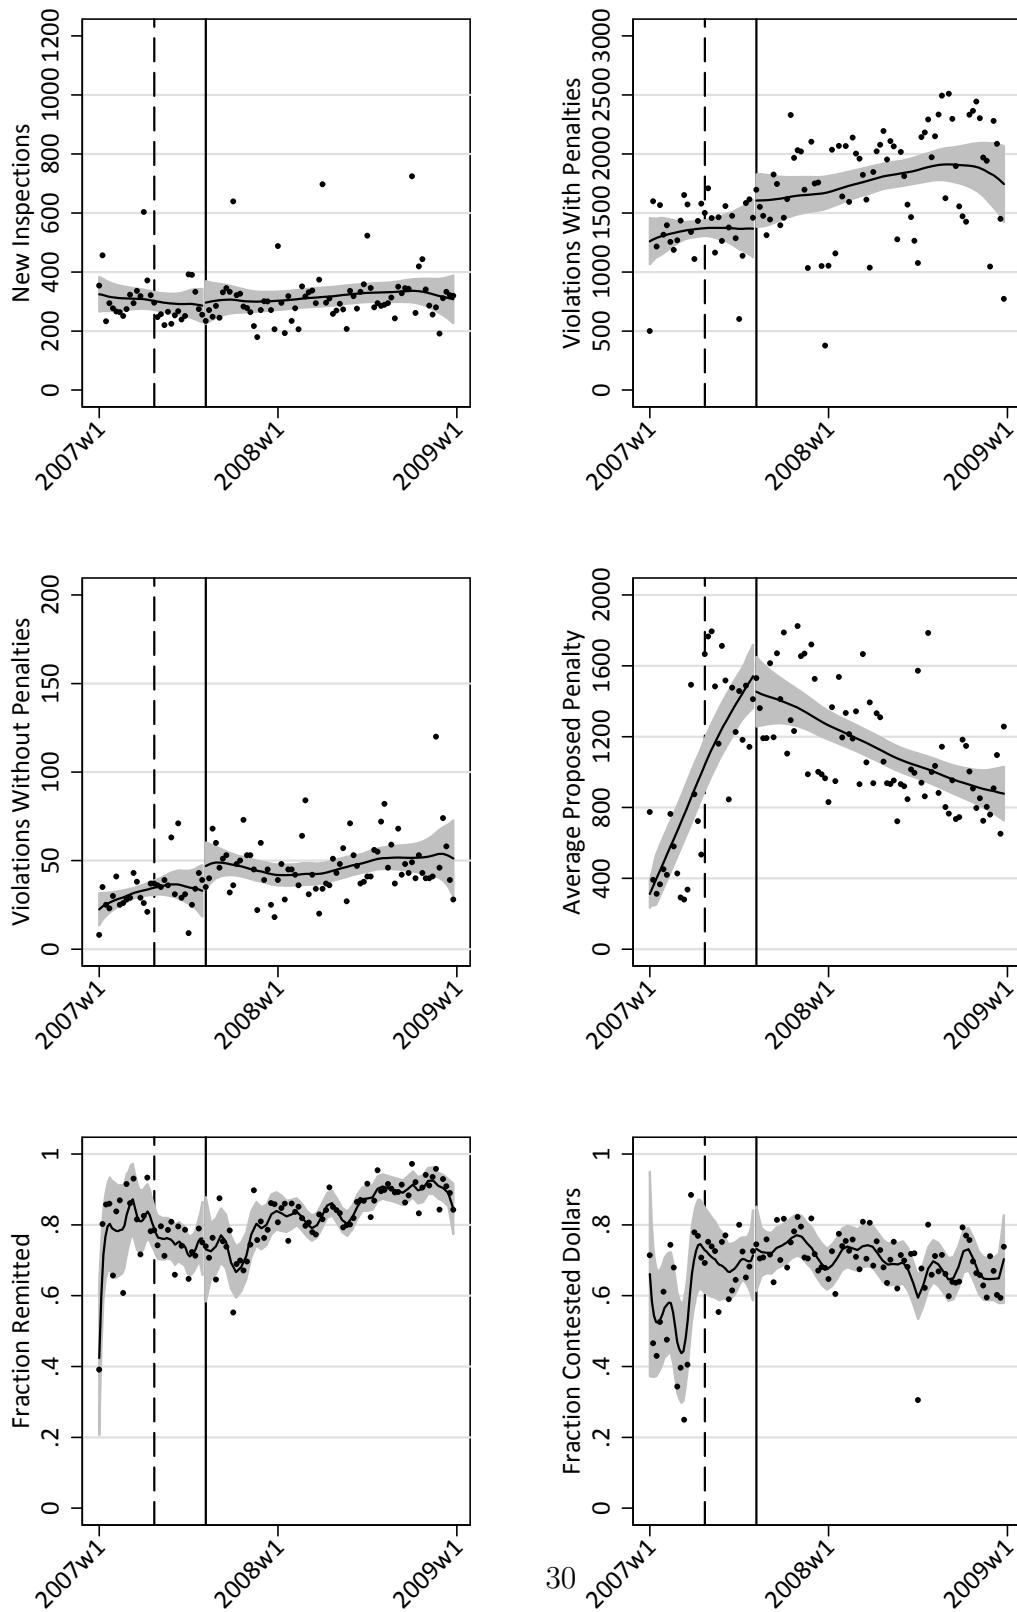 New Inspections
0 200 400 600 800 1000 1200
2007w1 2008w1 2009w1
Violations With Penalties
0 500 1000 1500 2000 2500 3000
2007w1 2008w1 2009w1
Violations Without Penalties
0 50 100 150 200
2007w1 2008w1 2009w1
Average Proposed Penalty
0 400 800 1200 1600 2000
2007w1 2008w1 2009w1
Fraction Remitted
0 .2 .4 .6 .8 1
2007w1 2008w1 2009w1
Fraction Contested Dollars
0 .2 .4 .6 .8 1
2007w1 2008w1 2009w1
30